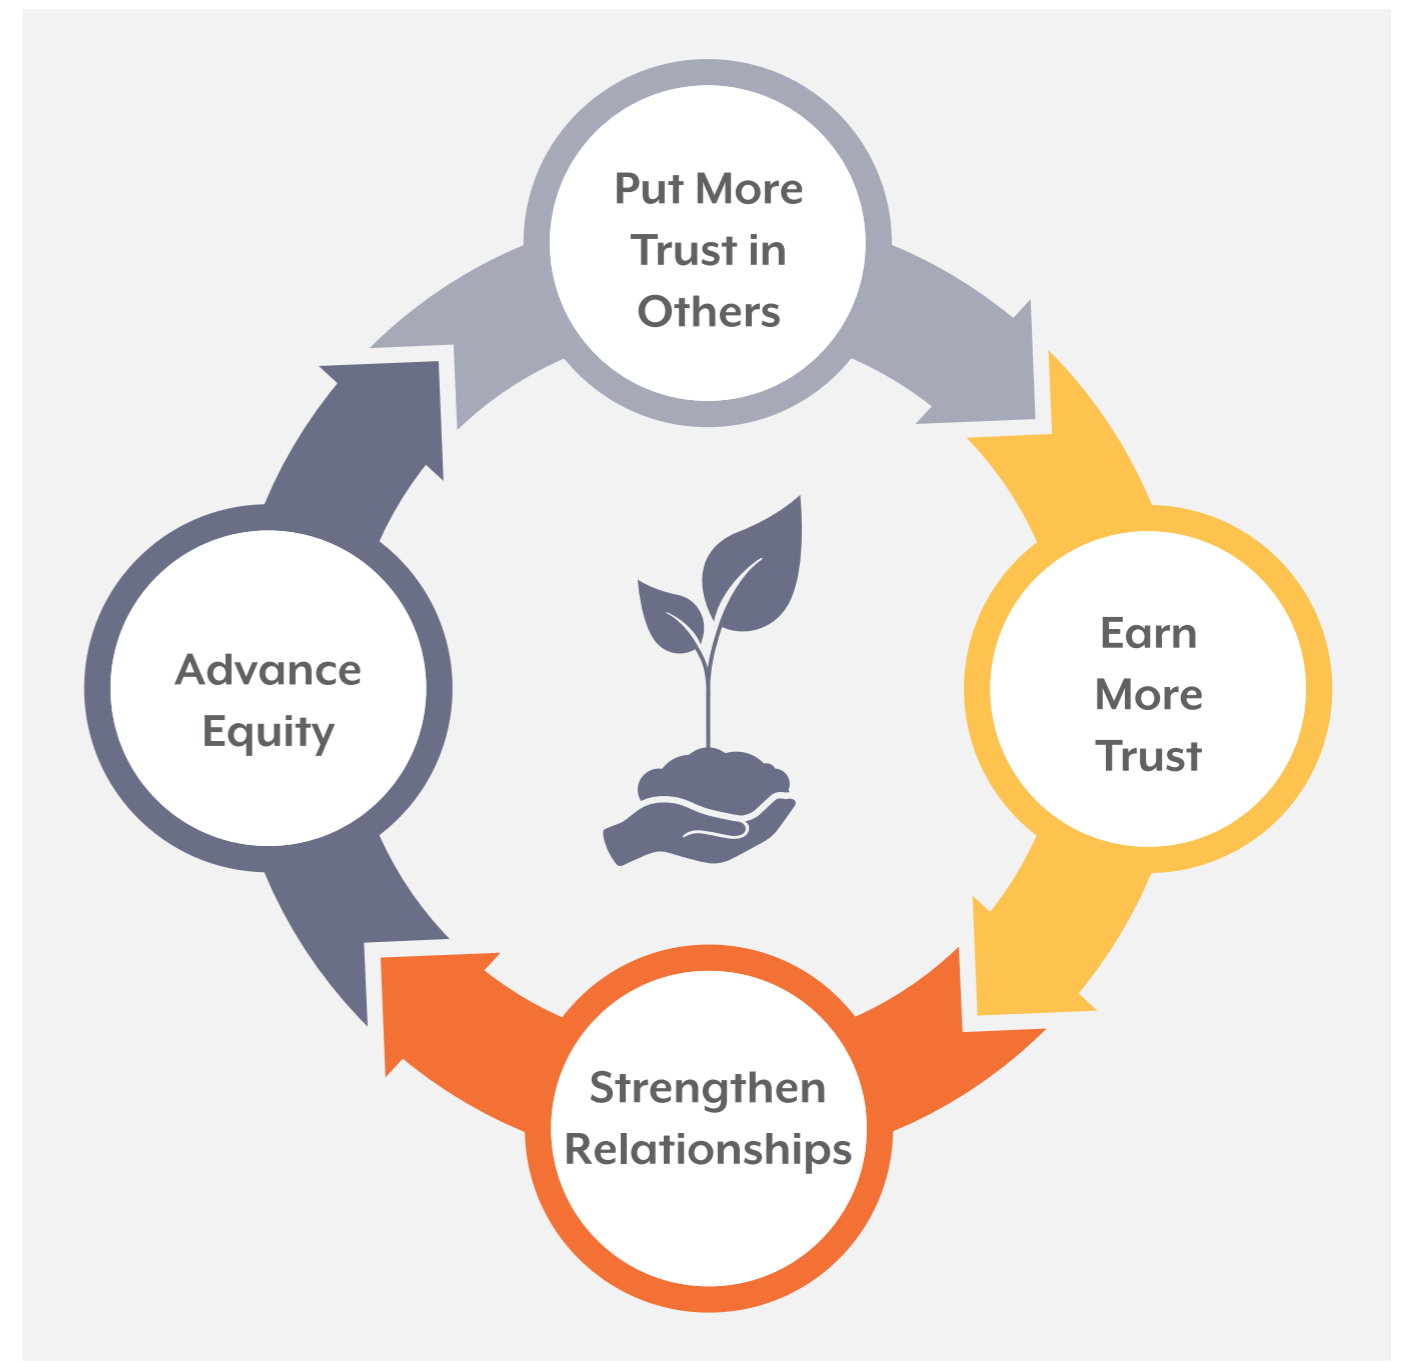 Put More
Trust in
Others
Earn
More
Trust
Strengthen
Relationships
Advance
Equity